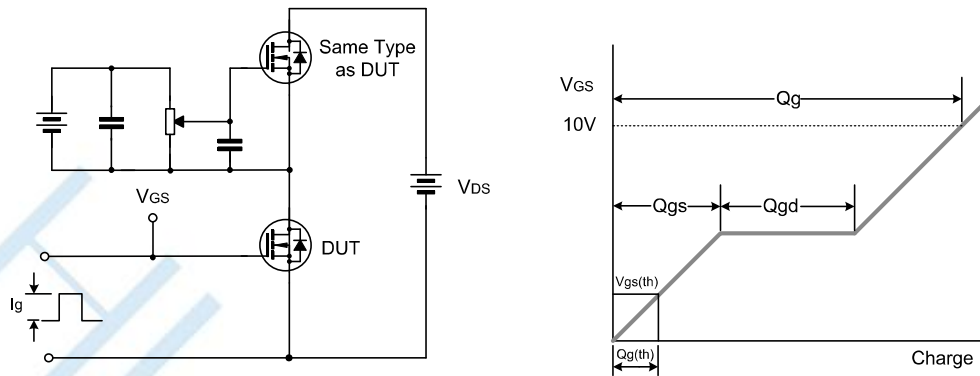 Same Type
as DUT
VGS
DUT
Ig
VDS
VGS
10V
Qg
Qgs
Qgd
Vgs(th)
Qg(th)
Charge